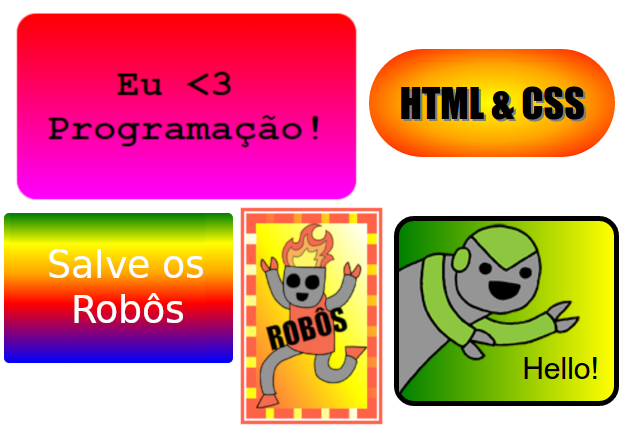 Eu <3
Programação!
HTML & CSS
Salve os
Robôs
ROBÔS
Hello!